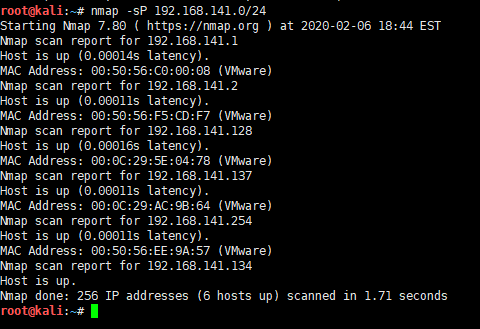 root@kali:~# nmap -sP 192.168.141.0/24
Starting Nmap 7.80 ( https://nmap.org ) at 2020-02-06 18:44 EST
Nmap scan report for 192.168.141.1
Host is up (0.00014s latency).
MAC Address: 00:50:56:C0:00:08 (VMware)
Nmap scan report for 192.168.141.2
Host is up (0.00011s latency).
MAC Address: 00:50:56:F5:CD:F7 (VMware)
Nmap scan report for 192.168.141.128
Host is up (0.00016s latency).
MAC Address: 00:0C:29:5E:04:78 (VMware)
Nmap scan report for 192.168.141.137
Host is up (0.00011s latency).
MAC Address: 00:0C:29:AC:9B:64 (VMware)
Nmap scan report for 192.168.141.254
Host is up (0.00011s latency).
MAC Address: 00:50:56:EE:9A:57 (VMware)
Nmap scan report for 192.168.141.134
Host is up.
Nmap done: 256 IP addresses (6 hosts up) scanned in 1.71 seconds
root@kali:~#